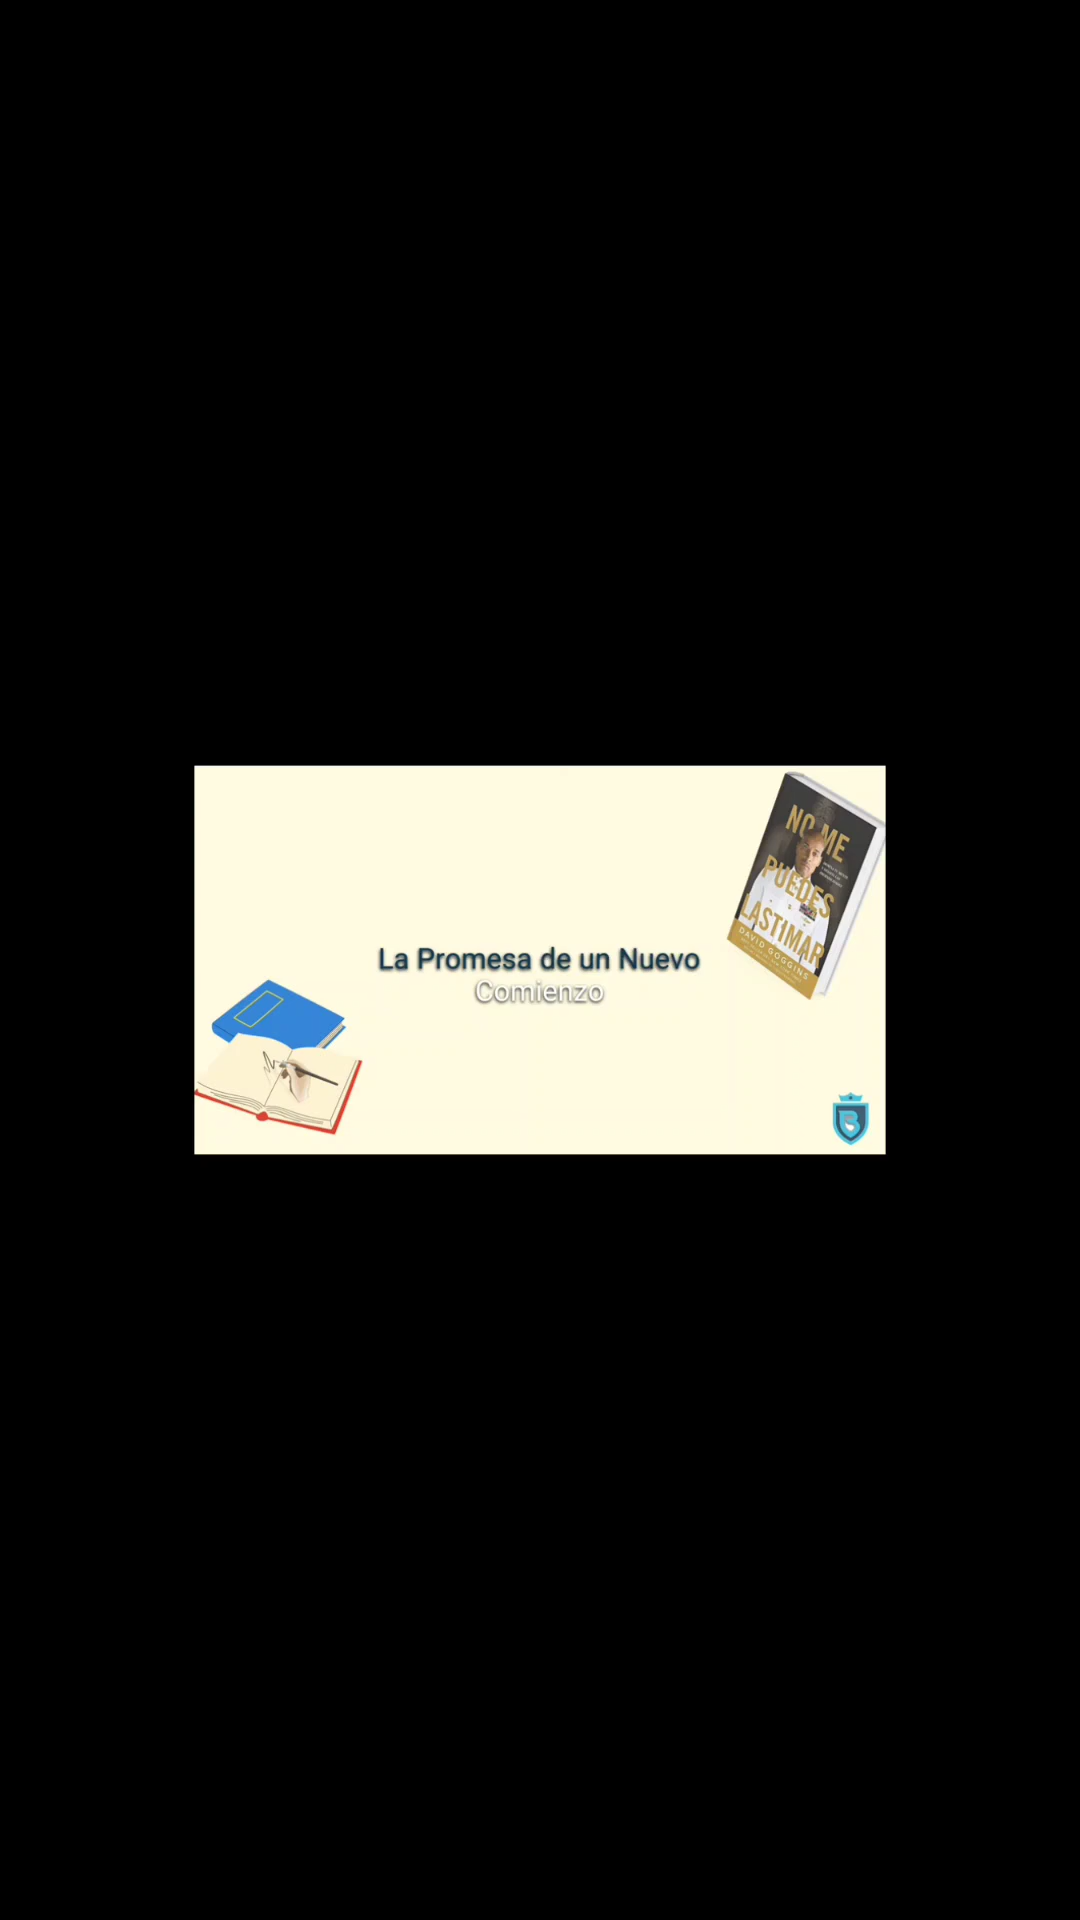 NO ME
PUEDES
LASTIMAR
DAVID GOGGINS
La Promesa de un Nuevo
Comienzo